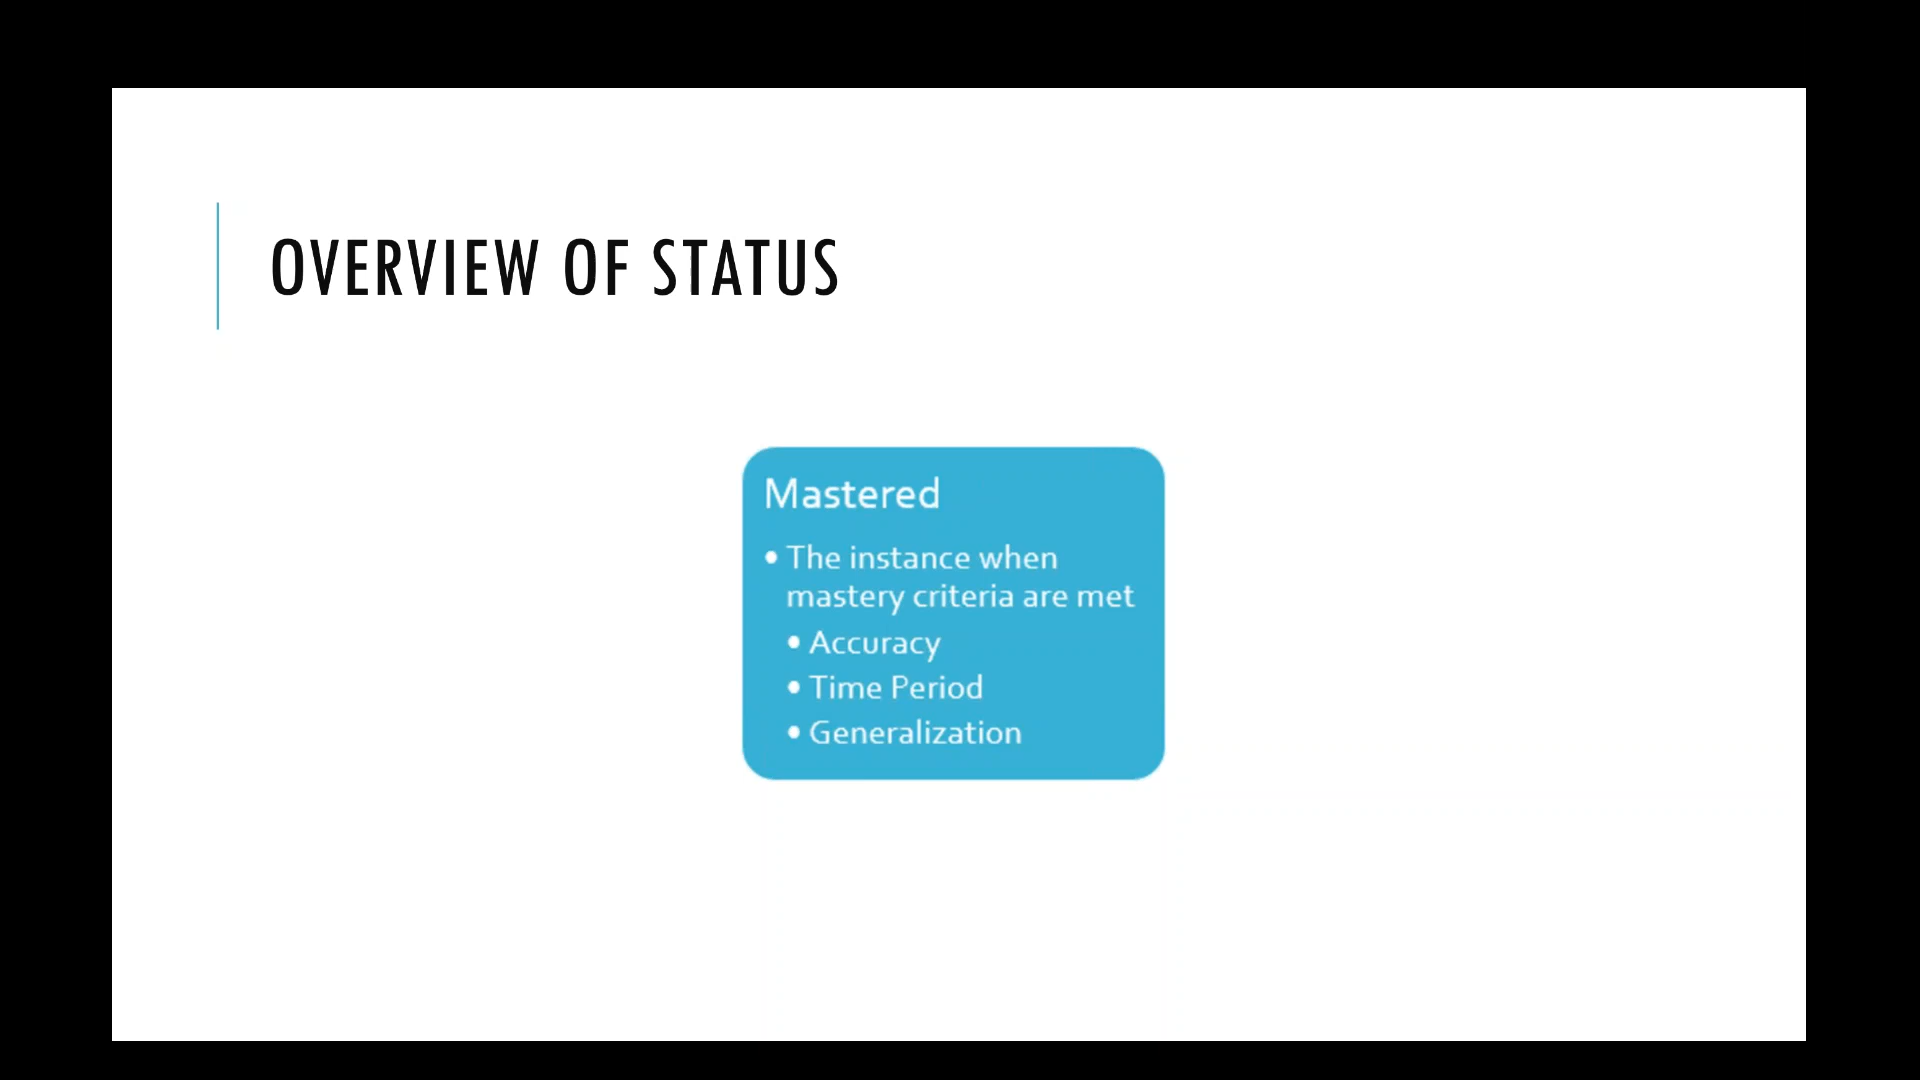 OVERVIEW OF STATUS
Mastered
• The instance when
mastery criteria are met
• Accuracy
• Time Period
• Generalization